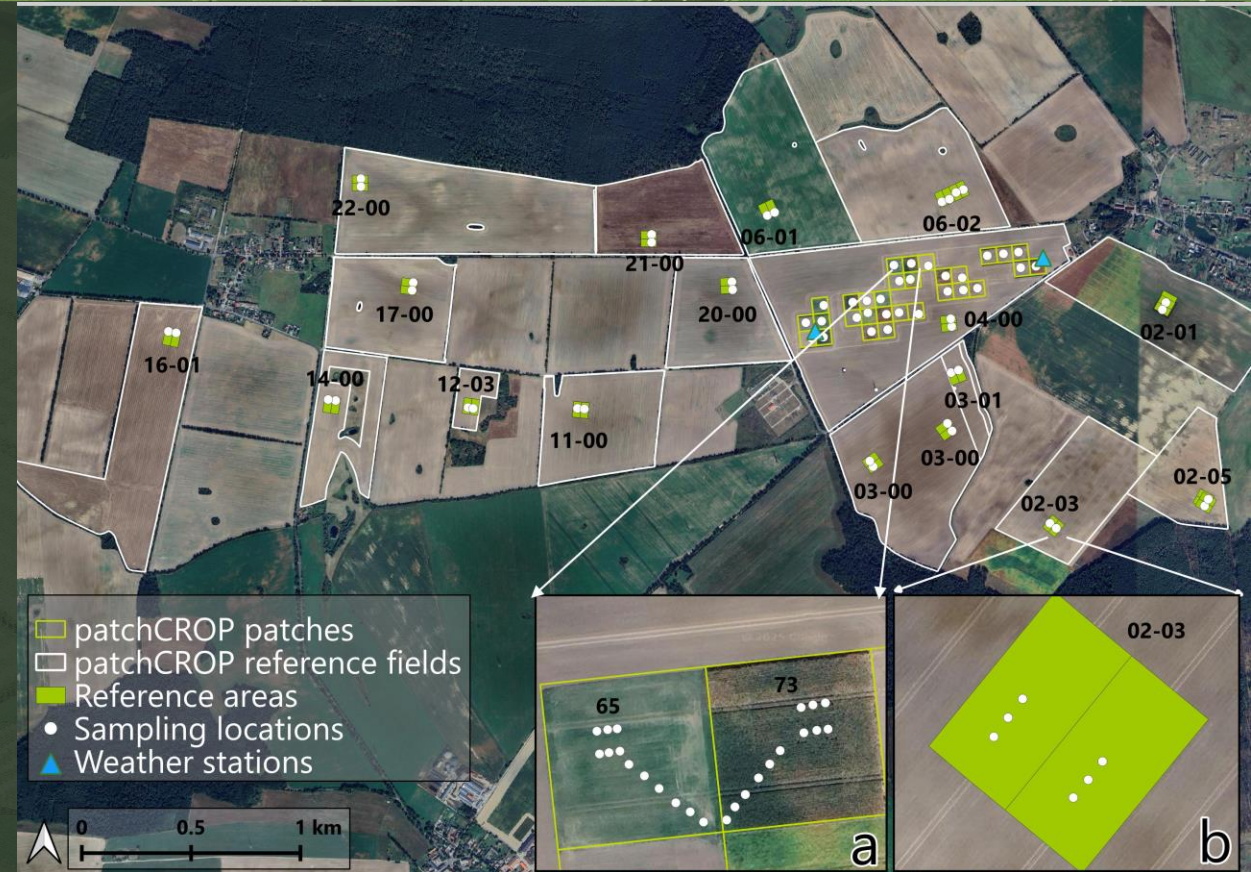 22-00
21-00
06-01
06-02
17-00
20-00
04-00
02-01
16-01
14-00
12-03
03-01
11-00
03-00
03-00
02-05
02-03
patchCROP patches
patchCROP reference fields
Reference areas
Sampling locations
Weather stations
0 0.5 1 km
65
73
a
02-03
b